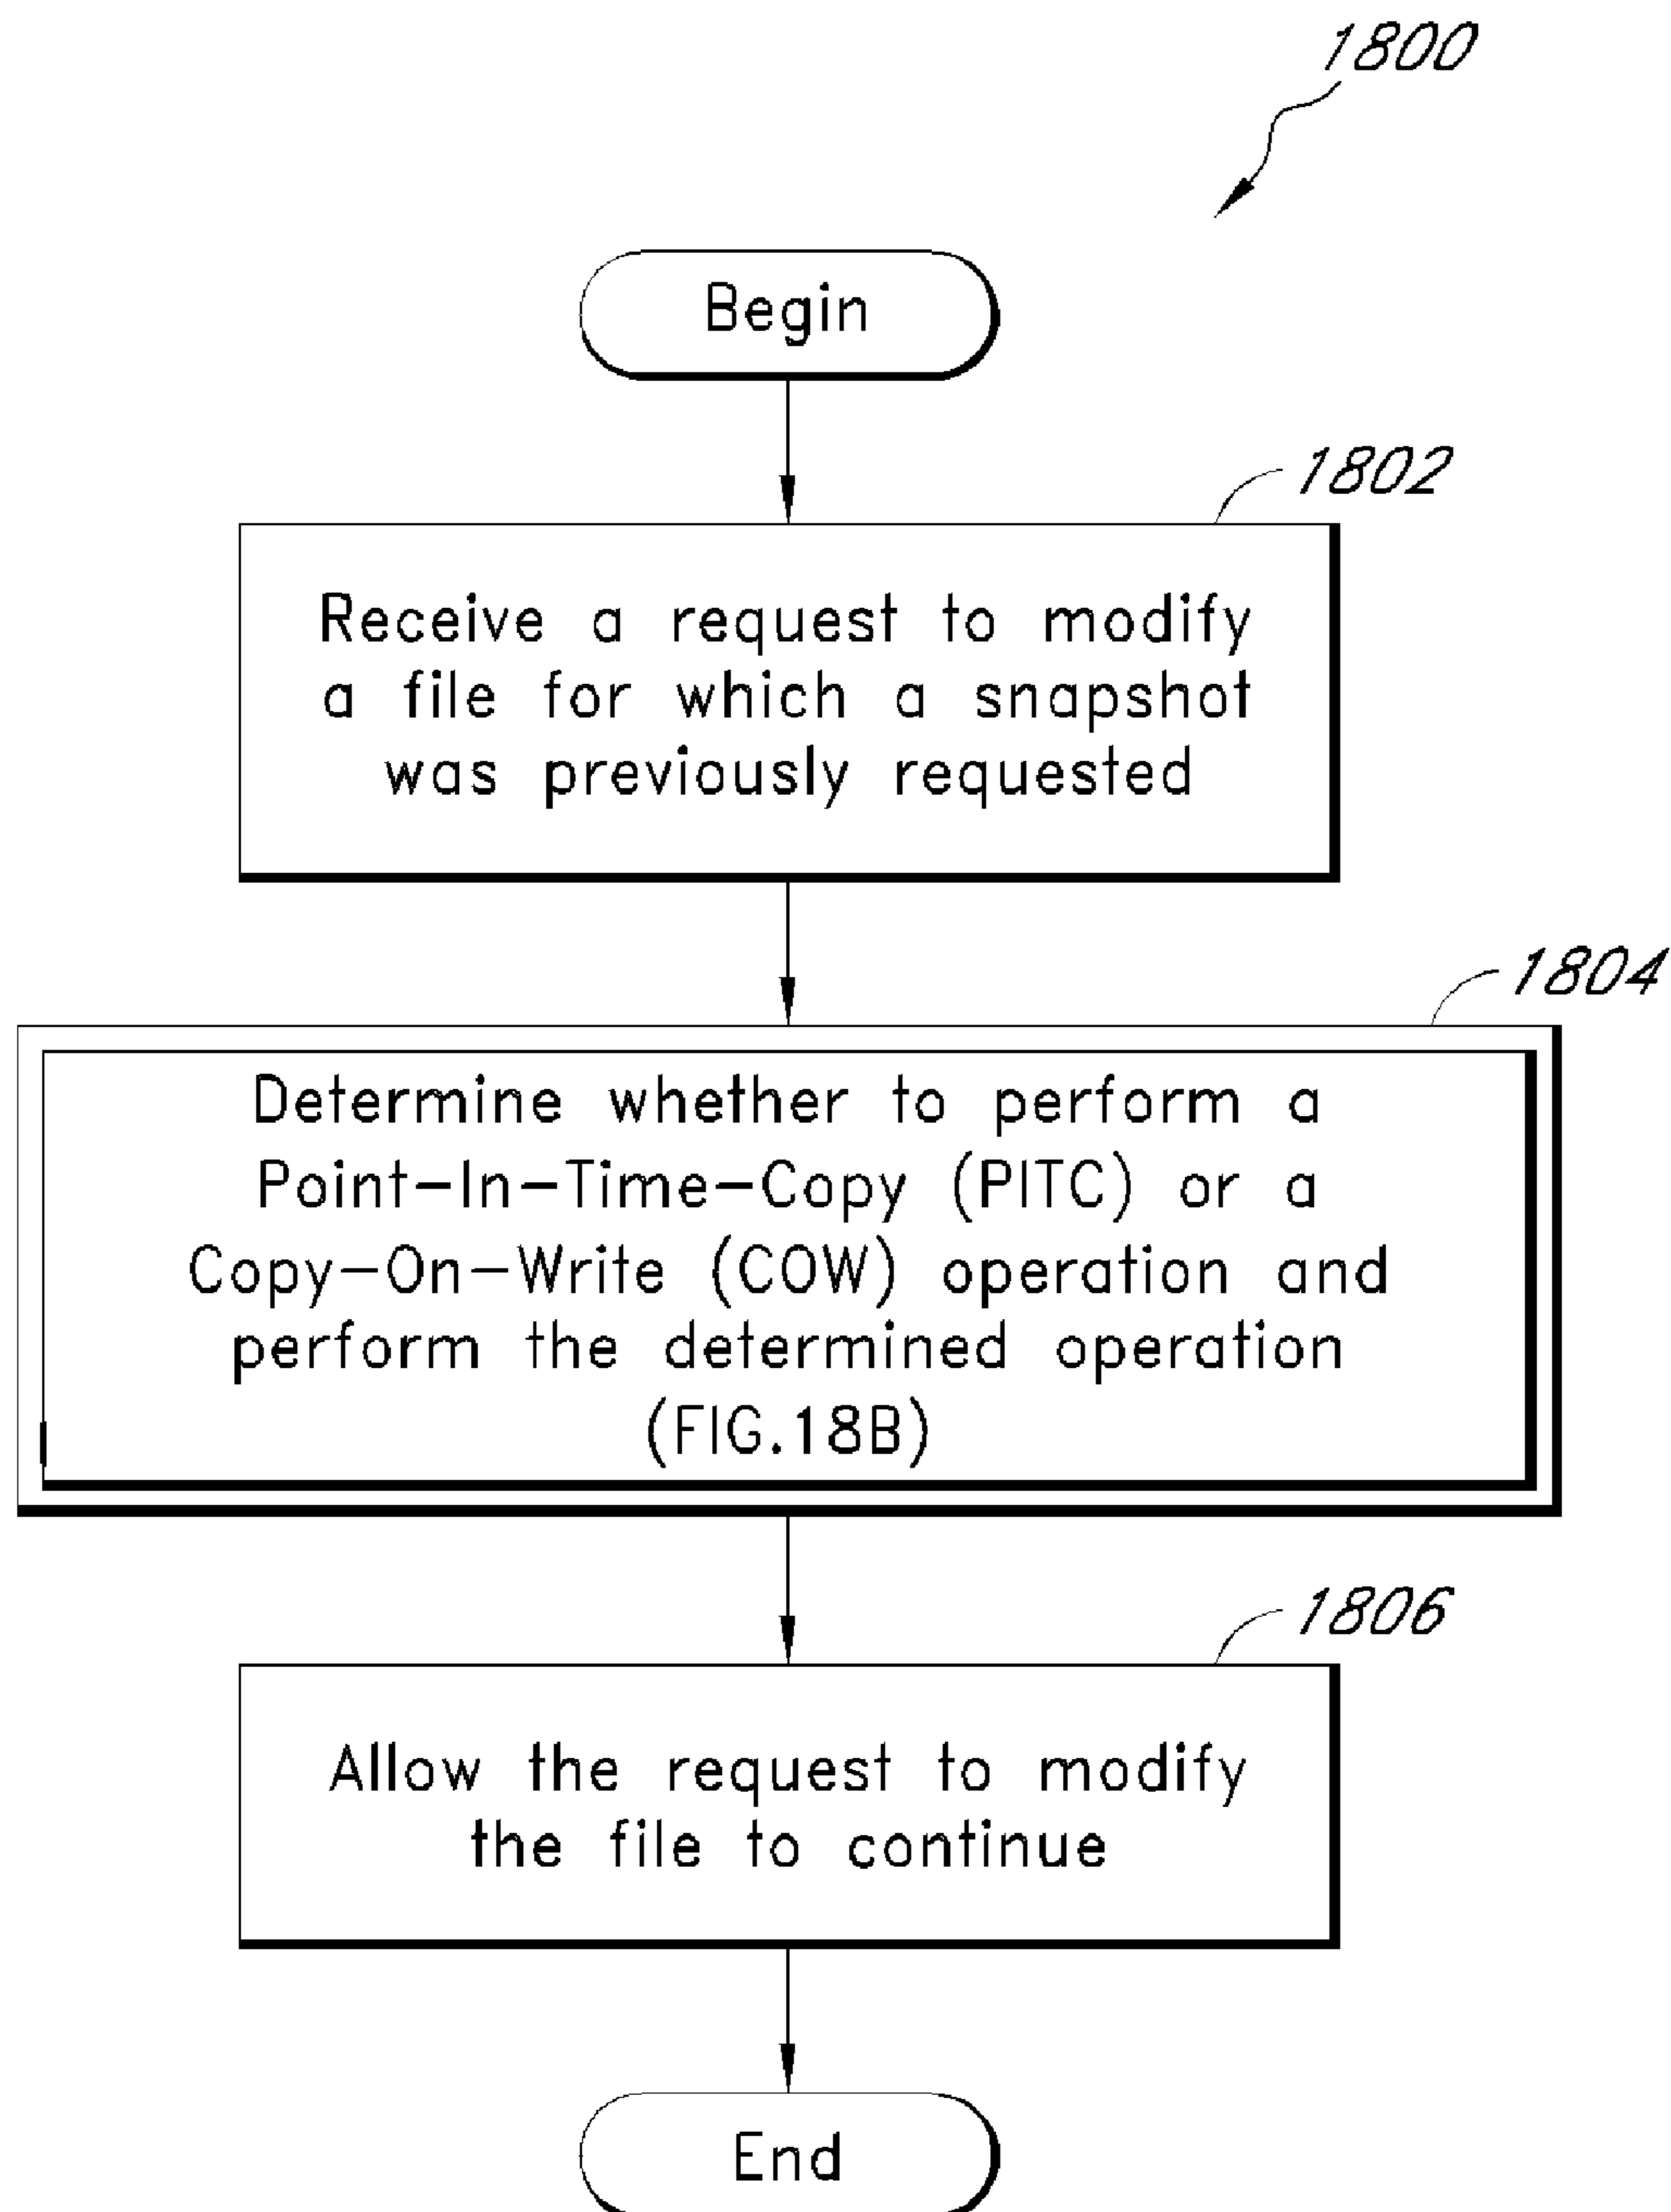 1800
Begin
1802
Receive a request to modify
a file for which a snapshot
was previously requested
1804
Determine whether to perform a
Point-In-Time-Copy (PITC) or a
Copy-On-Write (COW) operation and
perform the determined operation
(FIG.18B)
1806
Allow the request to modify
the file to continue
End